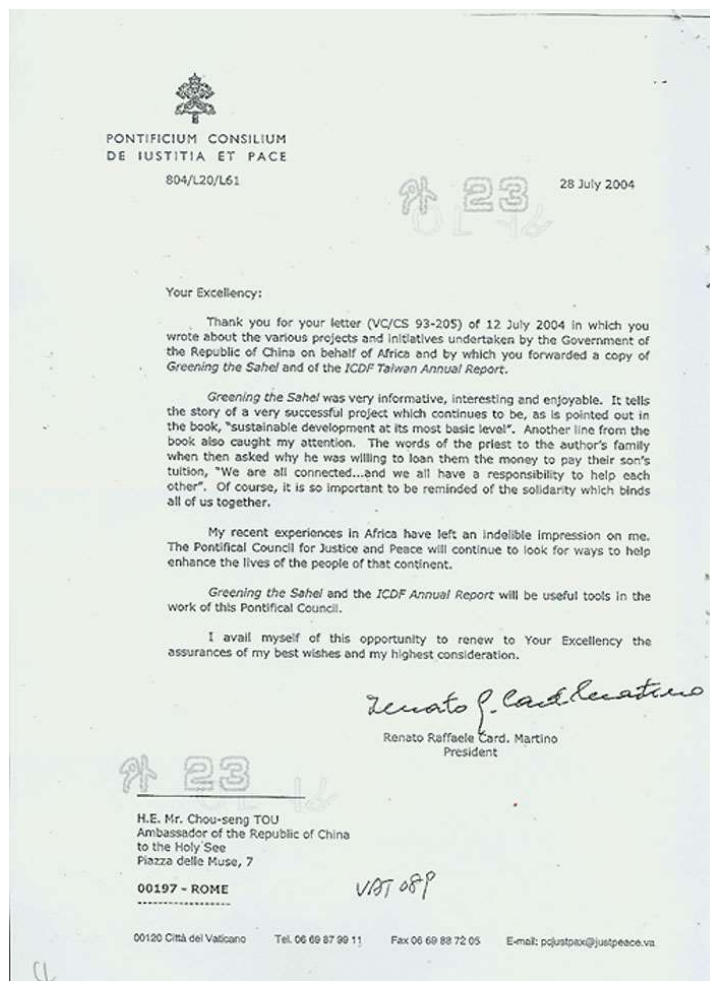 PONTIFICIUM CONSILIUM
DE IUSTITIA ET PACE
804/L20/L61
外 23
28 July 2004
Your Excellency:
Thank you for your letter (VC/CS 93-205) of 12 July 2004 in which you
wrote about the various projects and initiatives undertaken by the Government of
the Republic of China on behalf of Africa and by which you forwarded a copy of
Greening the Sahel and of the ICDF Taiwan Annual Report.
Greening the Sahel was very informative, interesting and enjoyable. It tells
the story of a very successful project which continues to be, as is pointed out in
the book, "sustainable development at its most basic level". Another line from the
book also caught my attention. The words of the priest to the author's family
when then asked why he was willing to loan them the money to pay their son's
tuition, "We are all connected...and we all have a responsibility to help each
other". Of course, it is so important to be reminded of the solidarity which binds
all of us together.
My recent experiences in Africa have left an indelible impression on me.
The Pontifical Council for Justice and Peace will continue to look for ways to help
enhance the lives of the people of that continent.
Greening the Sahel and the ICDF Annual Report will be useful tools in the
work of this Pontifical Council.
I avail myself of this opportunity to renew to Your Excellency the
assurances of my best wishes and my highest consideration.
Renato R. Card. Martino
Renato Raffaele Card. Martino
President
外 23
H.E. Mr. Chou-seng TOU
Ambassador of the Republic of China
to the Holy See
Piazza delle Muse, 7
00197 - ROME
VAT 089
00120 Città del Vaticano Tel. 06 69 87 99 11 Fax 06 69 88 72 05 E-mail: pcjustpax@justpeace.va